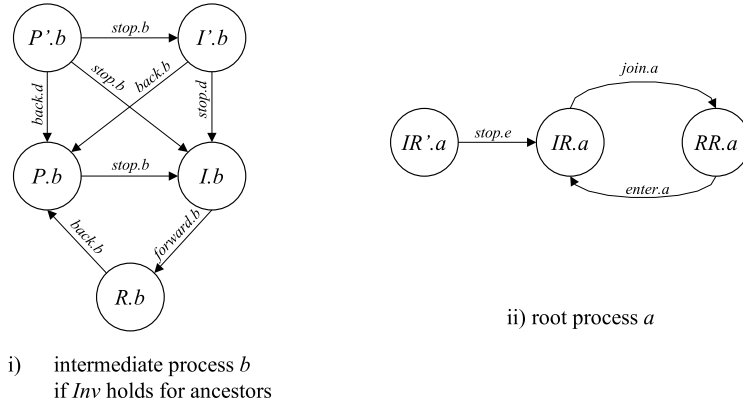 P'.b
stop.b
I'.b
back.d
stop.b
back.b
stop.d
P.b
stop.b
I.b
back.b
forward.b
R.b
i) intermediate process b
if Inv holds for ancestors
join.a
IR'.a
stop.e
IR.a
RR.a
enter.a
ii) root process a